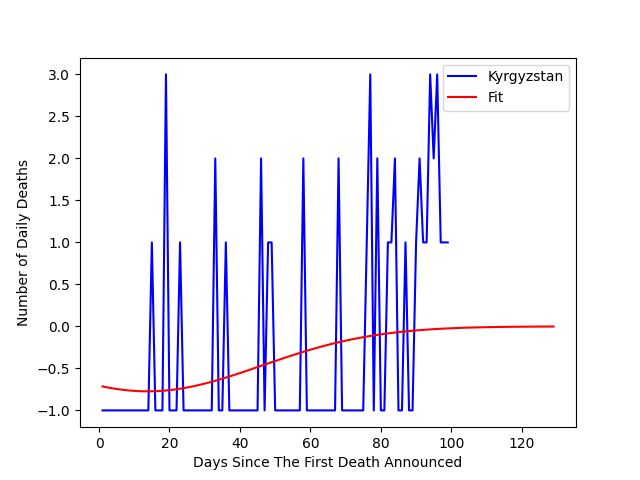 Kyrgyzstan
Fit
3.0
2.5
2.0
1.5
1.0
0.5
0.0
−0.5
−1.0
Number of Daily Deaths
0 20 40 60 80 100 120
Days Since The First Death Announced